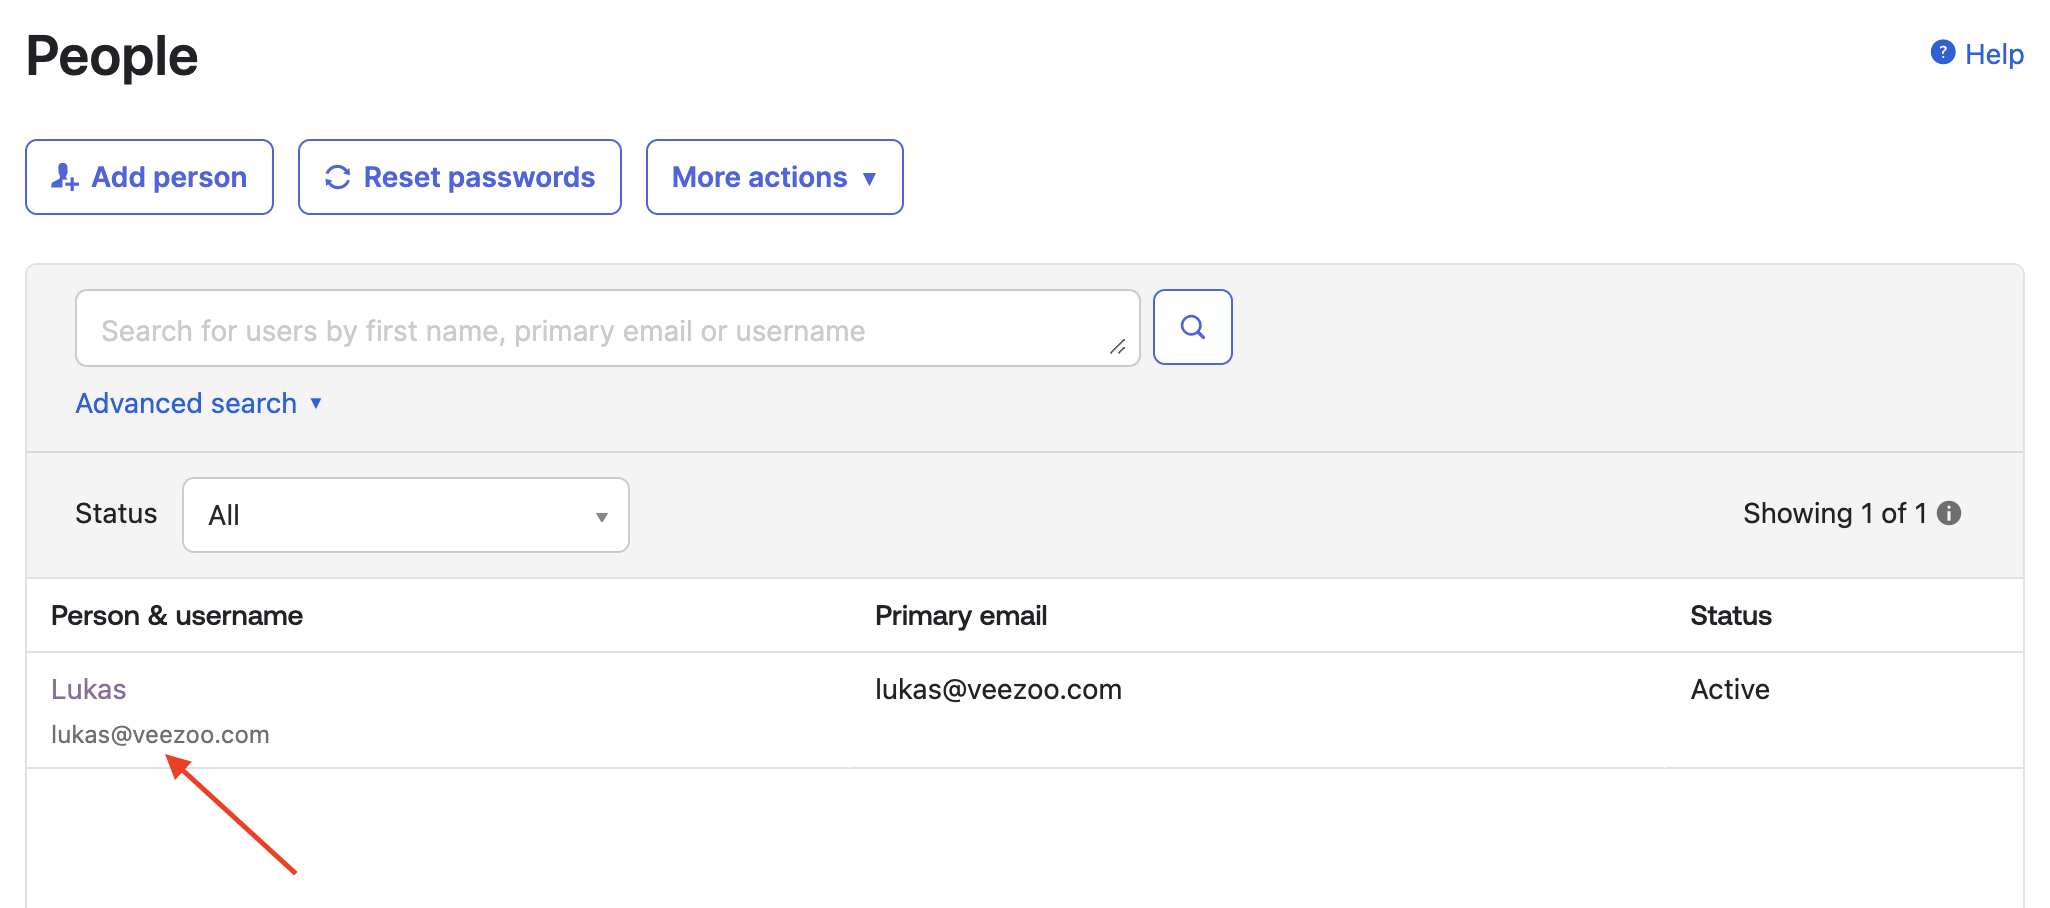 People
Help
Add person
Reset passwords
More actions
Search for users by first name, primary email or username
Advanced search
Status
All
Showing 1 of 1
Person & username
Primary email
Status
Lukas
lukas@veezoo.com
Active
lukas@veezoo.com